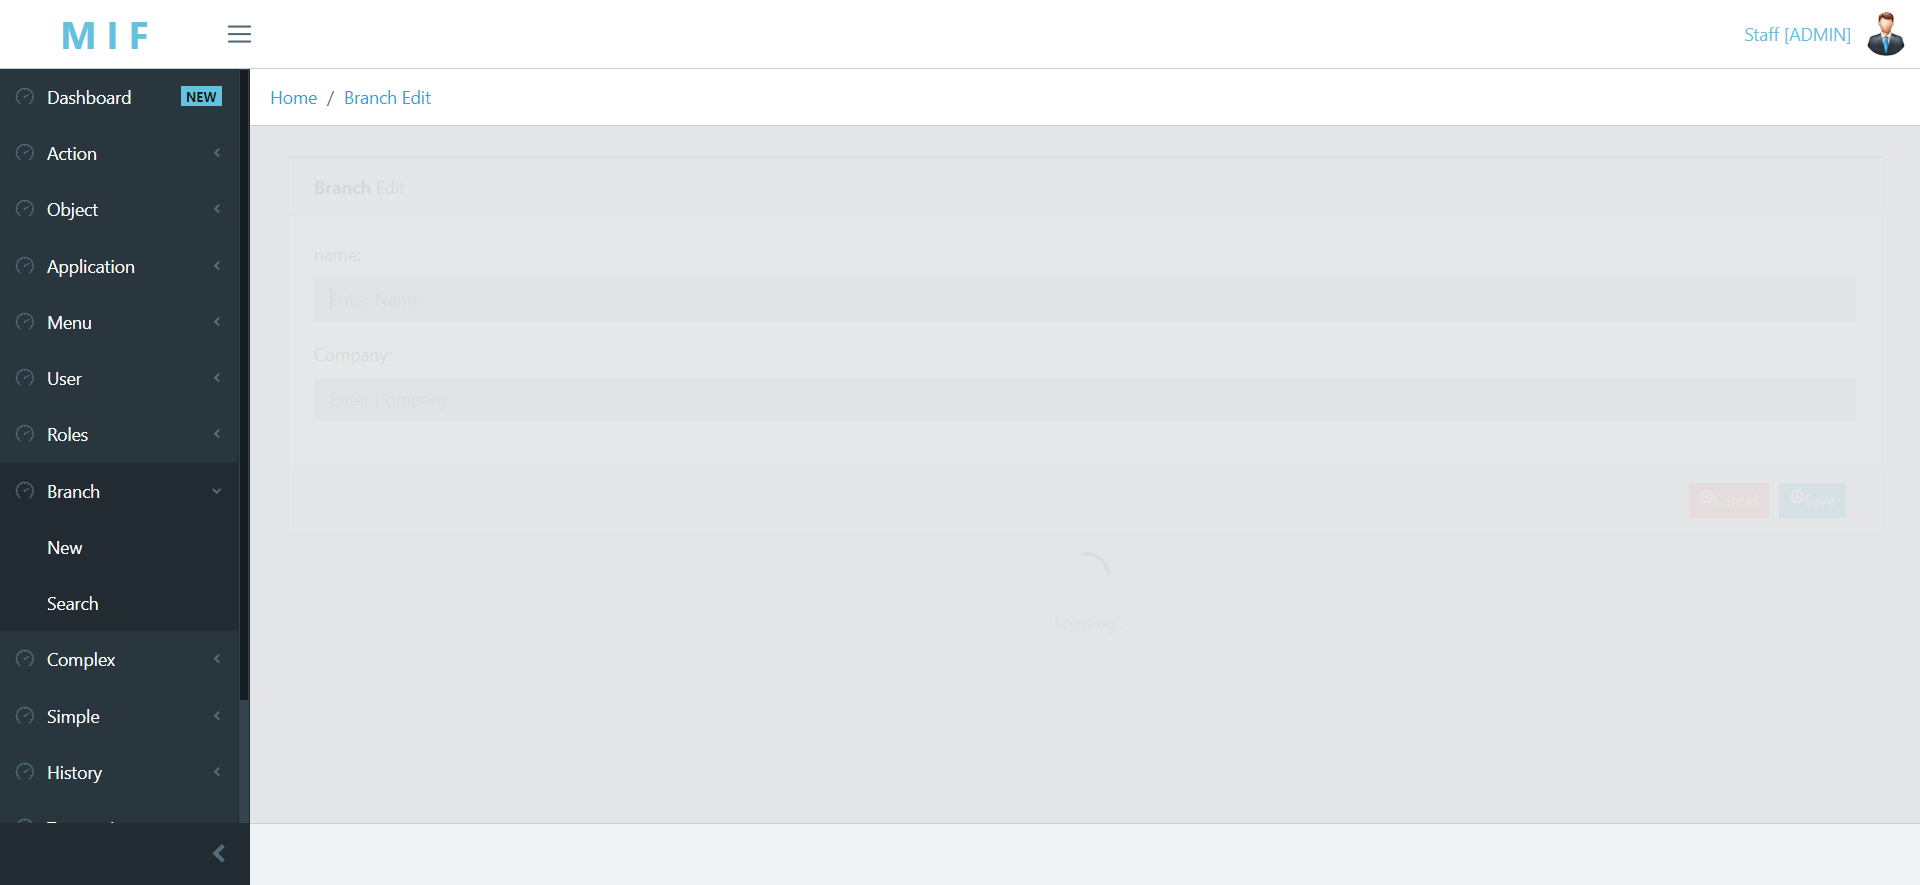 M I F
Staff [ADMIN]
Dashboard NEW
Home / Branch Edit
Action
Object
Application
Menu
User
Roles
Branch
New
Search
Complex
Simple
History
Branch Edit
name:
Enter Name
Company:
Enter Company
Cancel Save
Loading..